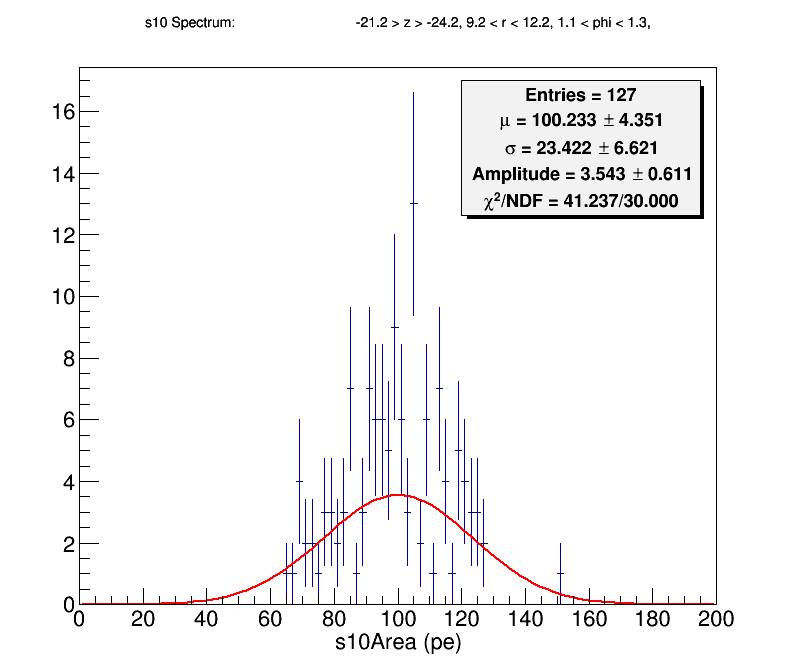 s10 Spectrum: -21.2 > z > -24.2, 9.2 < r < 12.2, 1.1 < phi < 1.3,
Entries = 127
μ = 100.233 ± 4.351
σ = 23.422 ± 6.621
Amplitude = 3.543 ± 0.611
χ²/NDF = 41.237/30.000
16
14
12
10
8
6
4
2
0
0 20 40 60 80 100 120 140 160 180 200
s10Area (pe)